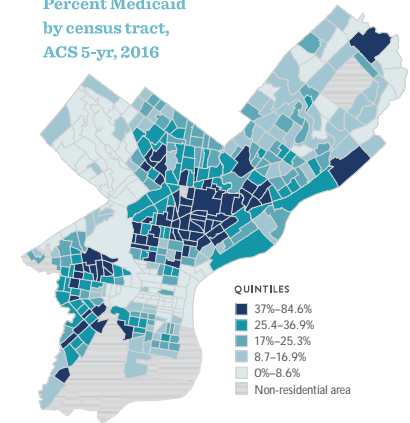 Percent Medicaid
by census tract,
ACS 5-yr, 2016
QUINTILES
37%–84.6%
25.4–36.9%
17%–25.3%
8.7–16.9%
0%–8.6%
Non-residential area